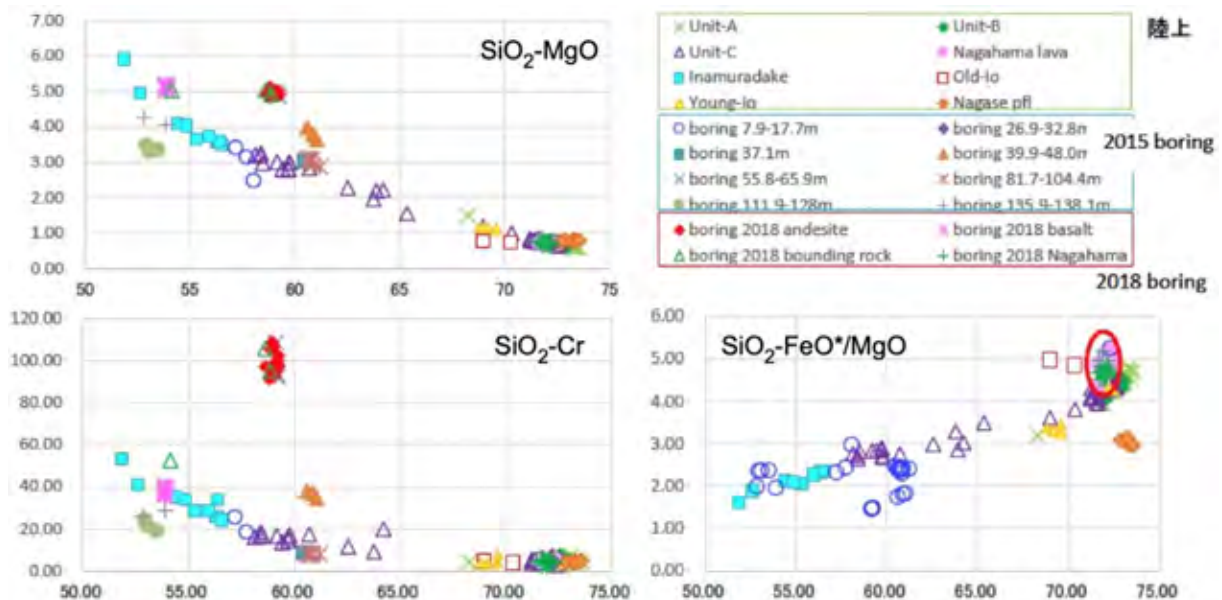 7.00
6.00
5.00
4.00
3.00
2.00
1.00
0.00
SiO2-MgO
50 55 60 65 70 75
Unit-A Unit-B
Unit-C Nagahama lava
Inamuradake Old-Io
Young-Io Nagase pfl
陸上
boring 7.9-17.7m boring 26.9-32.8m
boring 37.1m boring 39.9-48.0m
boring 55.8-65.9m boring 81.7-104.4m
boring 111.9-128m boring 135.9-138.1m
2015 boring
boring 2018 andesite boring 2018 basalt
boring 2018 bounding rock boring 2018 Nagahama
2018 boring
120.00
100.00
80.00
60.00
40.00
20.00
0.00
SiO2-Cr
50.00 55.00 60.00 65.00 70.00 75.00
6.00
5.00
4.00
3.00
2.00
1.00
0.00
SiO2-FeO*/MgO
50.00 55.00 60.00 65.00 70.00 75.00